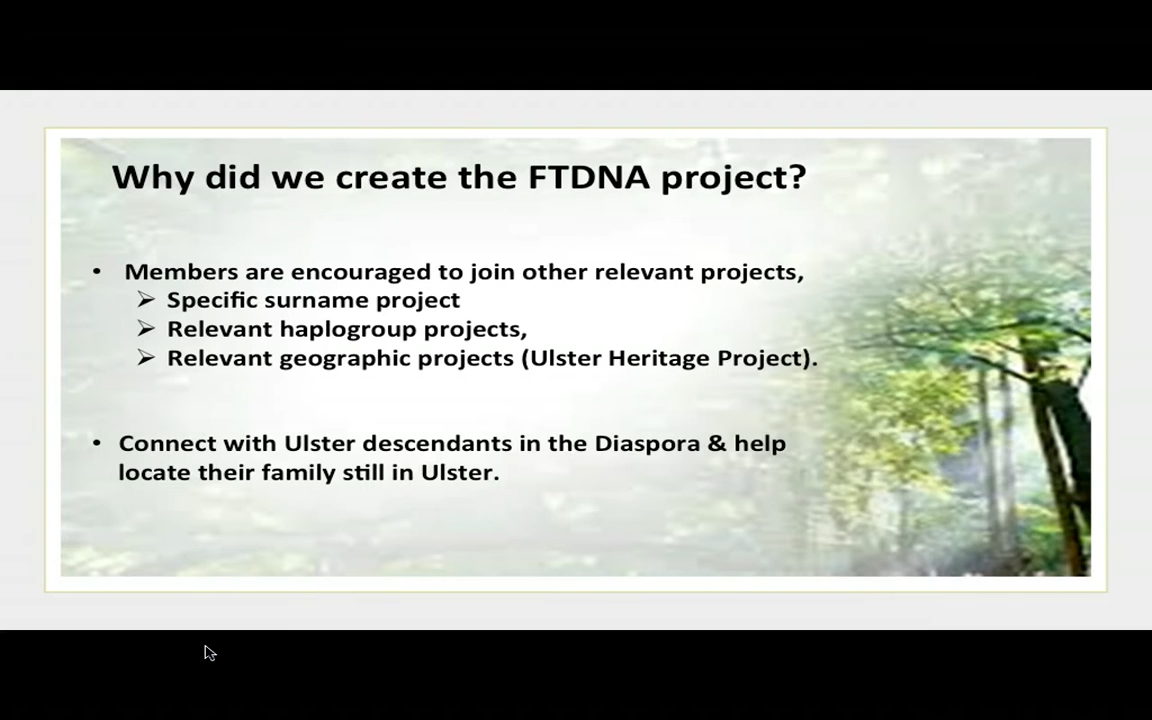 Why did we create the FTDNA project?
• Members are encouraged to join other relevant projects,
➢ Specific surname project
➢ Relevant haplogroup projects,
➢ Relevant geographic projects (Ulster Heritage Project).
• Connect with Ulster descendants in the Diaspora & help
locate their family still in Ulster.